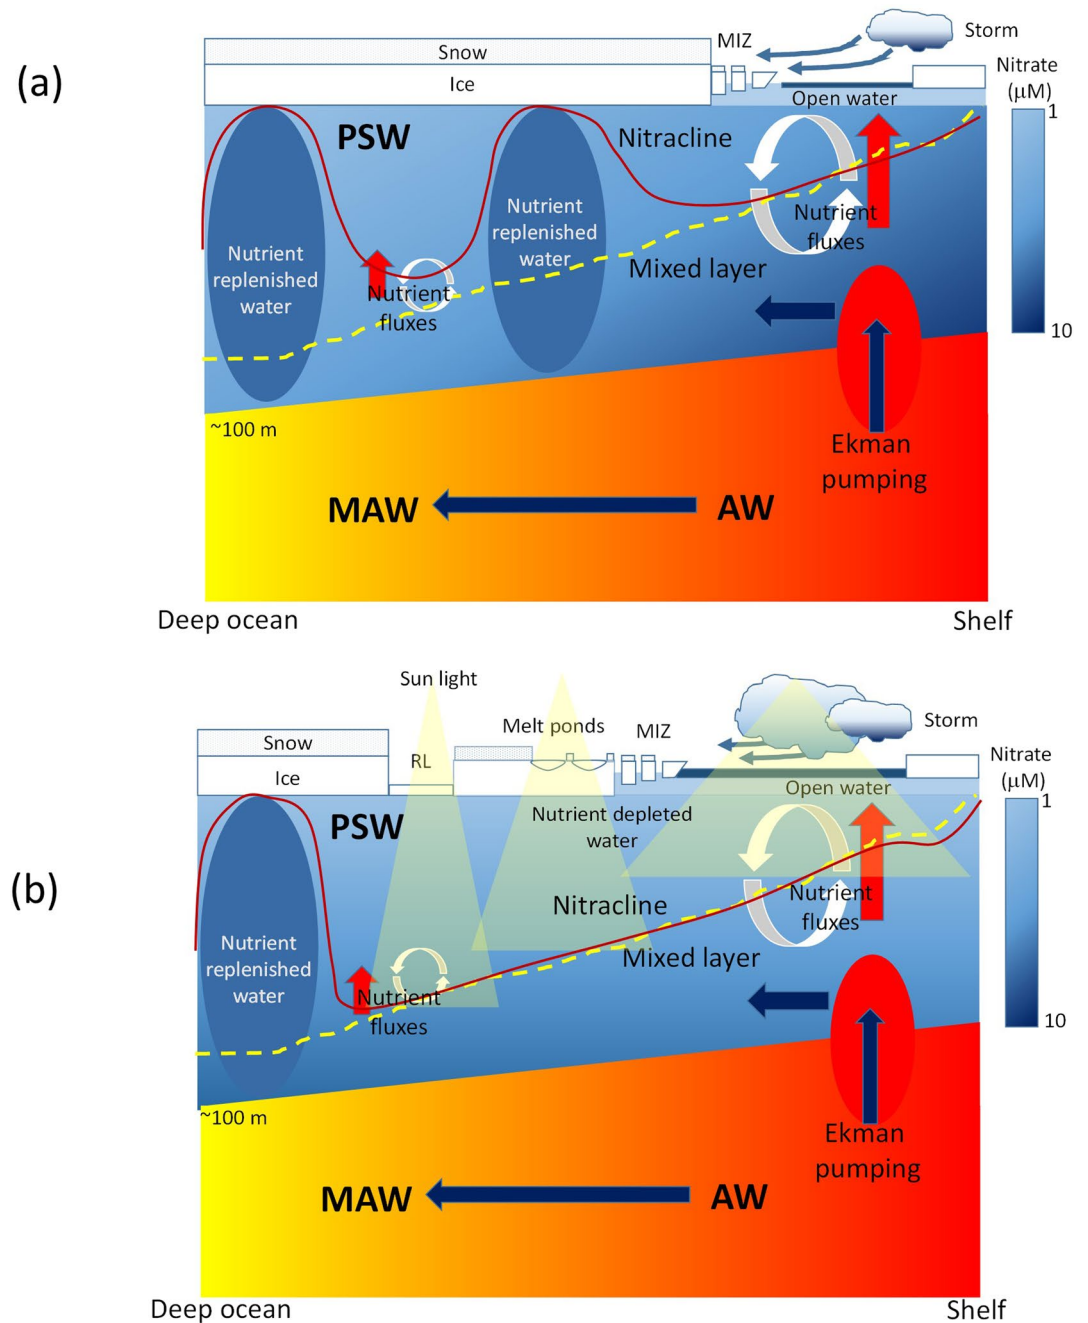 (a)
Snow
Ice
MIZ
Storm
Nitrate
(µM)
1
10
Open water
PSW
Nitracline
Nutrient
replenished
water
Nutrient
replenished
water
Nutrient
fluxes
Mixed layer
Nutrient
fluxes
~100 m
Ekman
pumping
MAW
AW
Deep ocean
Shelf
(b)
Sun light
Melt ponds
MIZ
Storm
Snow
Ice
RL
Nitrate
(µM)
1
10
Open water
PSW
Nutrient depleted
water
Nitracline
Nutrient
fluxes
Mixed layer
Nutrient
replenished
water
Nutrient
fluxes
~100 m
Ekman
pumping
MAW
AW
Deep ocean
Shelf